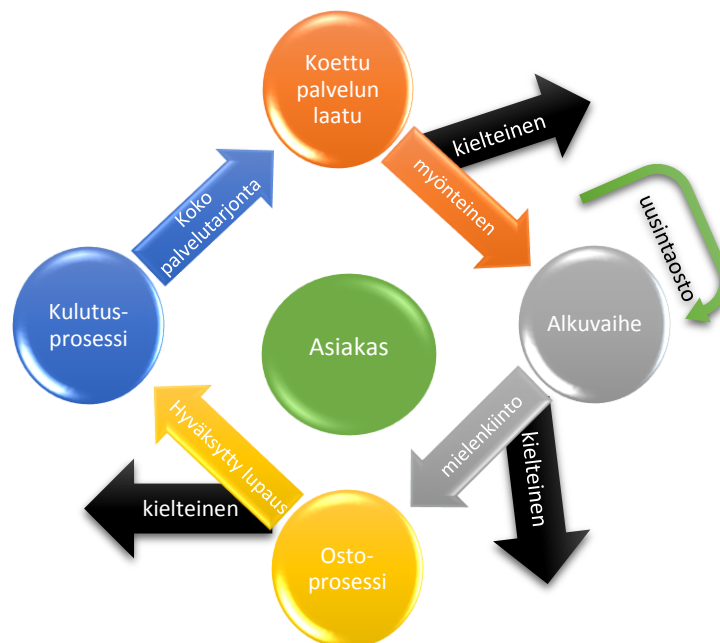 Koettu
palvelun
laatu
kielteinen
myönteinen
uusintaosto
Koko
palvelutarjonta
Kulutus-
prosessi
Asiakas
Alkuvaihe
mielenkiinto
kielteinen
Hyväksytty lupaus
kielteinen
Osto-
prosessi